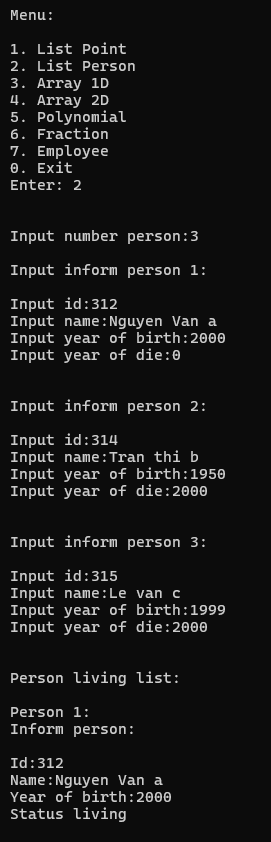 Menu:
1. List Point
2. List Person
3. Array 1D
4. Array 2D
5. Polynomial
6. Fraction
7. Employee
0. Exit
Enter: 2
Input number person:3
Input inform person 1:
Input id:312
Input name:Nguyen Van a
Input year of birth:2000
Input year of die:0
Input inform person 2:
Input id:314
Input name:Tran thi b
Input year of birth:1950
Input year of die:2000
Input inform person 3:
Input id:315
Input name:Le van c
Input year of birth:1999
Input year of die:2000
Person living list:
Person 1:
Inform person:
Id:312
Name:Nguyen Van a
Year of birth:2000
Status living